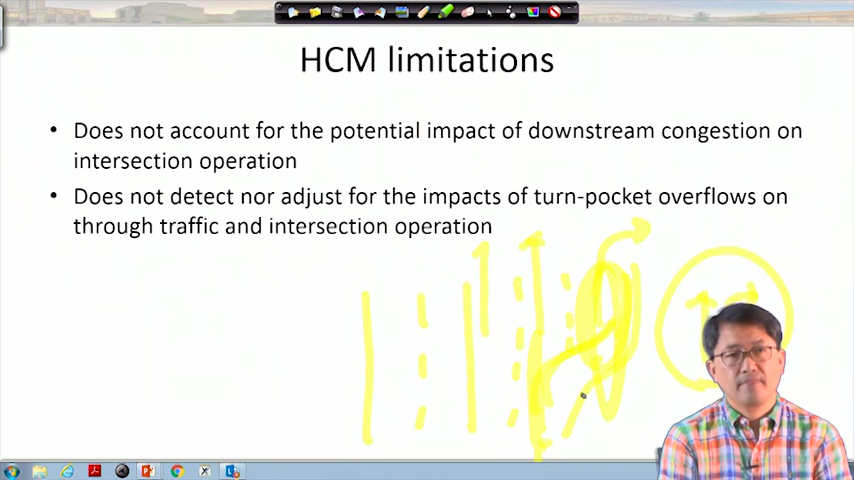 HCM limitations
• Does not account for the potential impact of downstream congestion on
intersection operation
• Does not detect nor adjust for the impacts of turn-pocket overflows on
through traffic and intersection operation